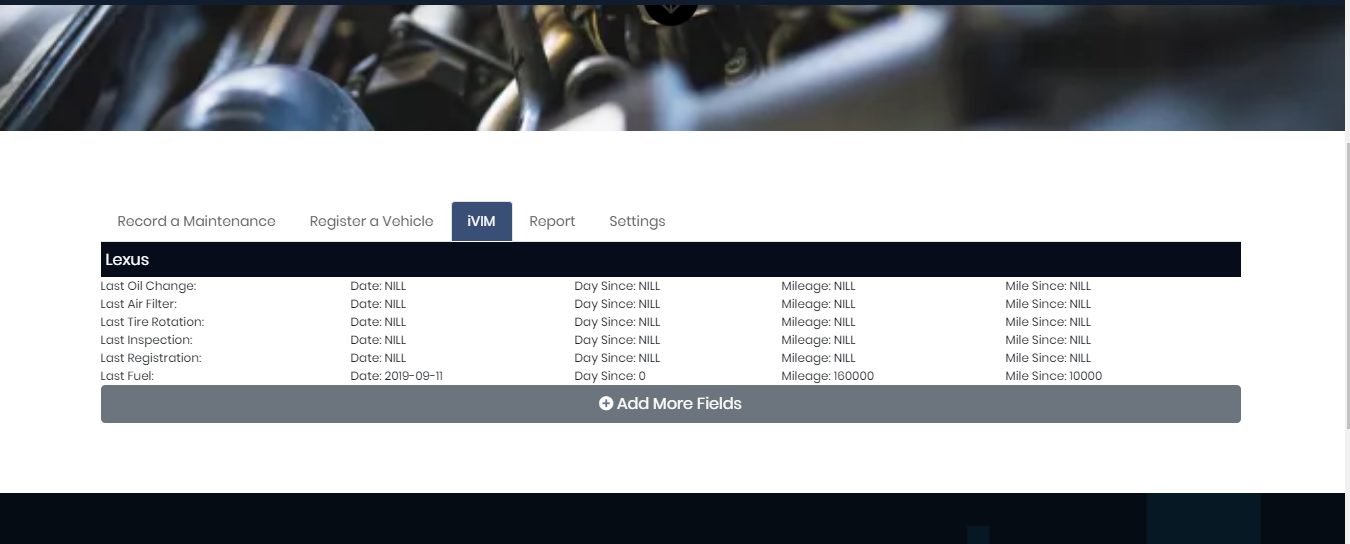 Record a Maintenance Register a Vehicle iVIM Report Settings
Lexus
Last Oil Change: Date: NILL Day Since: NILL Mileage: NILL Mile Since: NILL
Last Air Filter: Date: NILL Day Since: NILL Mileage: NILL Mile Since: NILL
Last Tire Rotation: Date: NILL Day Since: NILL Mileage: NILL Mile Since: NILL
Last Inspection: Date: NILL Day Since: NILL Mileage: NILL Mile Since: NILL
Last Registration: Date: NILL Day Since: NILL Mileage: NILL Mile Since: NILL
Last Fuel: Date: 2019-09-11 Day Since: 0 Mileage: 160000 Mile Since: 10000
Add More Fields